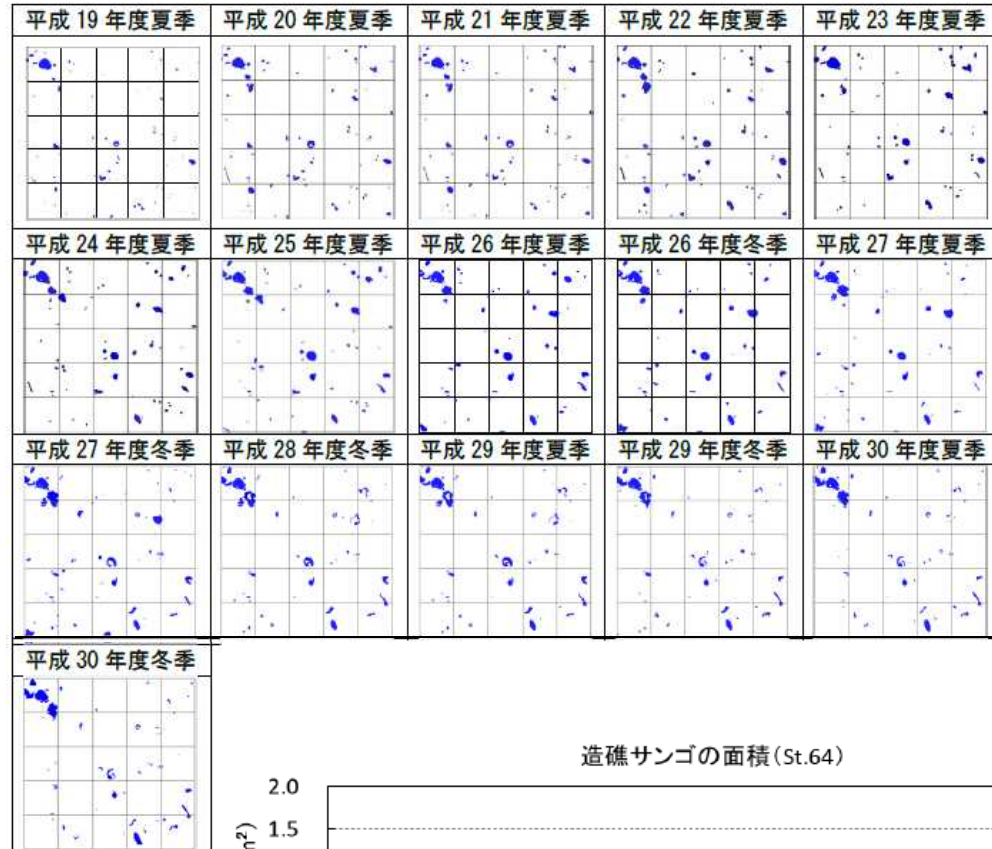 平成 19 年度夏季 平成 20 年度夏季 平成 21 年度夏季 平成 22 年度夏季 平成 23 年度夏季
平成 24 年度夏季 平成 25 年度夏季 平成 26 年度夏季 平成 26 年度冬季 平成 27 年度夏季
平成 27 年度冬季 平成 28 年度冬季 平成 29 年度夏季 平成 29 年度冬季 平成 30 年度夏季
平成 30 年度冬季
造礁サンゴの面積(St.64)
2.0
1.5